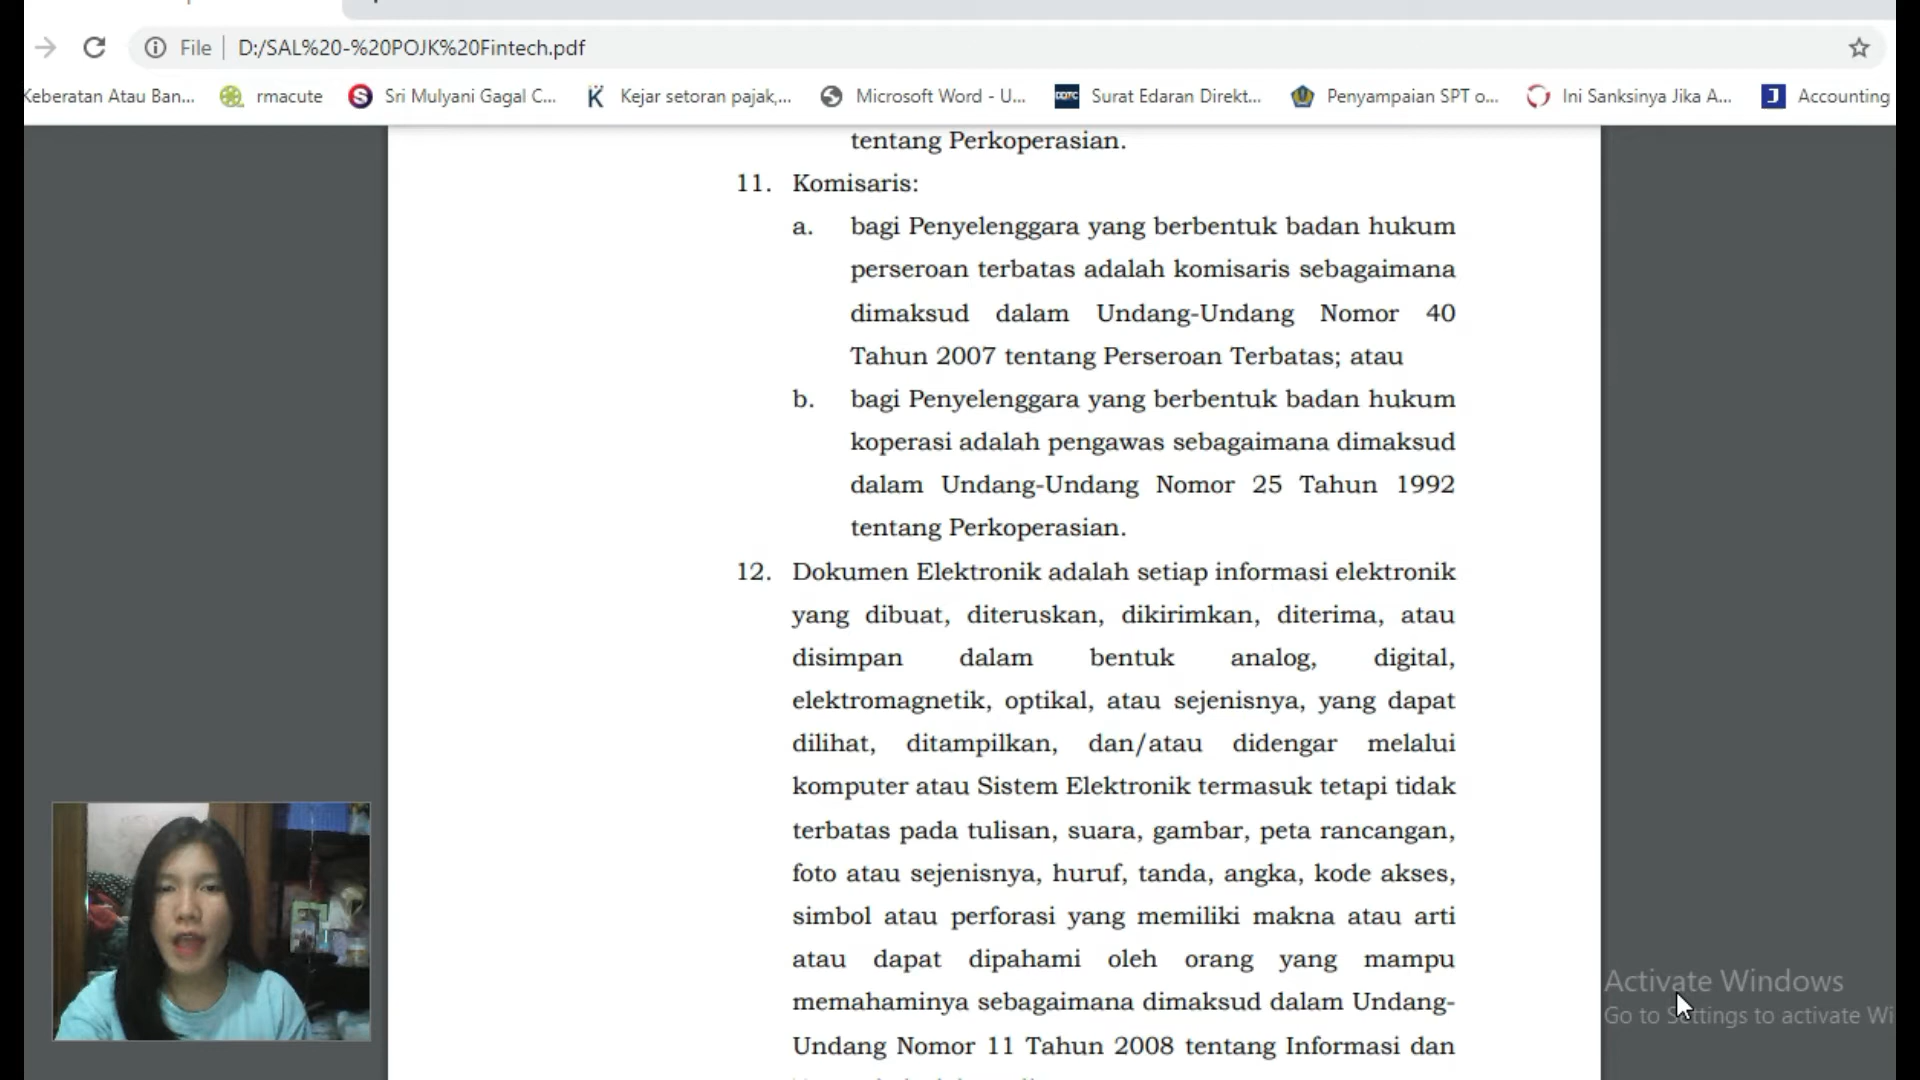 File
D:/SAL%20-%20POJK%20Fintech.pdf
Keberatan Atau Ban...
rmacute
Sri Mulyani Gagal C...
Kejar setoran pajak,...
Microsoft Word - U...
DDTC
Surat Edaran Direkt...
Penyampaian SPT o...
Ini Sanksinya Jika A...
Accounting
tentang Perkoperasian.
11. Komisaris:
a. bagi Penyelenggara yang berbentuk badan hukum
perseroan terbatas adalah komisaris sebagaimana
dimaksud dalam Undang-Undang Nomor 40
Tahun 2007 tentang Perseroan Terbatas; atau
b. bagi Penyelenggara yang berbentuk badan hukum
koperasi adalah pengawas sebagaimana dimaksud
dalam Undang-Undang Nomor 25 Tahun 1992
tentang Perkoperasian.
12. Dokumen Elektronik adalah setiap informasi elektronik
yang dibuat, diteruskan, dikirimkan, diterima, atau
disimpan dalam bentuk analog, digital,
elektromagnetik, optikal, atau sejenisnya, yang dapat
dilihat, ditampilkan, dan/atau didengar melalui
komputer atau Sistem Elektronik termasuk tetapi tidak
terbatas pada tulisan, suara, gambar, peta rancangan,
foto atau sejenisnya, huruf, tanda, angka, kode akses,
simbol atau perforasi yang memiliki makna atau arti
atau dapat dipahami oleh orang yang mampu
memahaminya sebagaimana dimaksud dalam Undang-
Undang Nomor 11 Tahun 2008 tentang Informasi dan
Activate Windows
Go to Settings to activate Wi